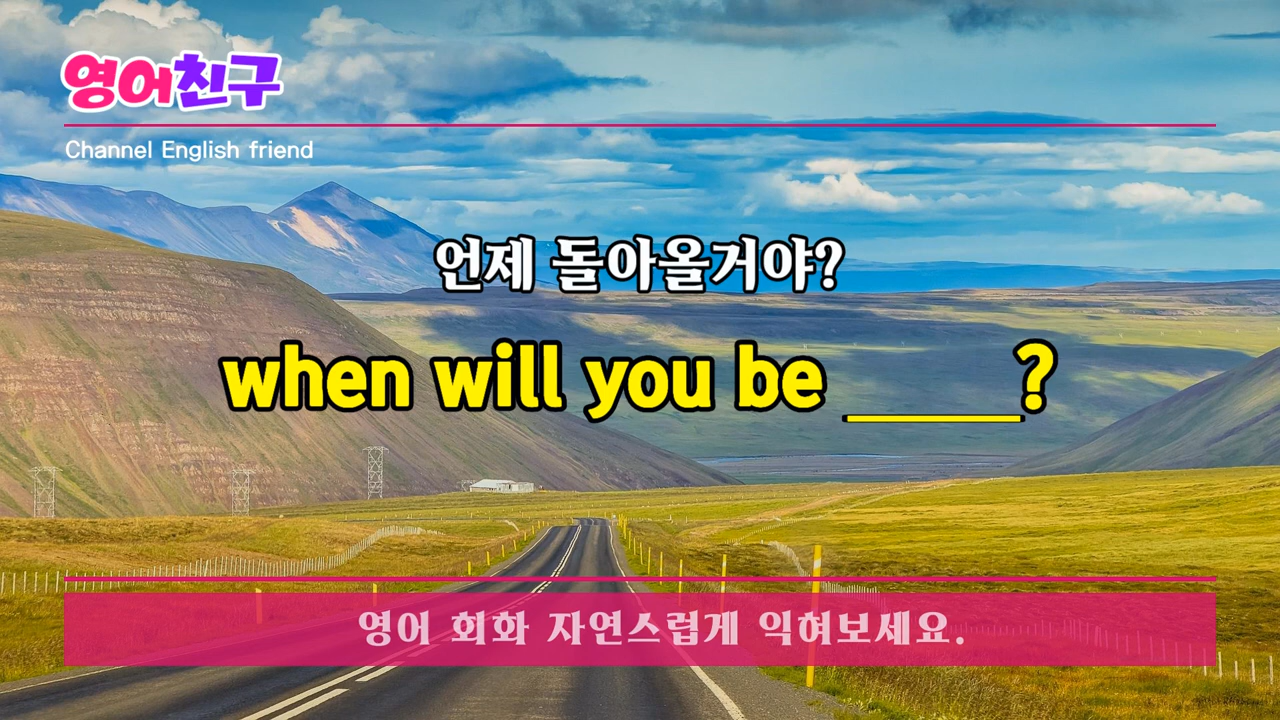 영어친구
Channel English friend
언제 돌아올거야?
when will you be ____?
영어 회화 자연스럽게 익혀보세요.